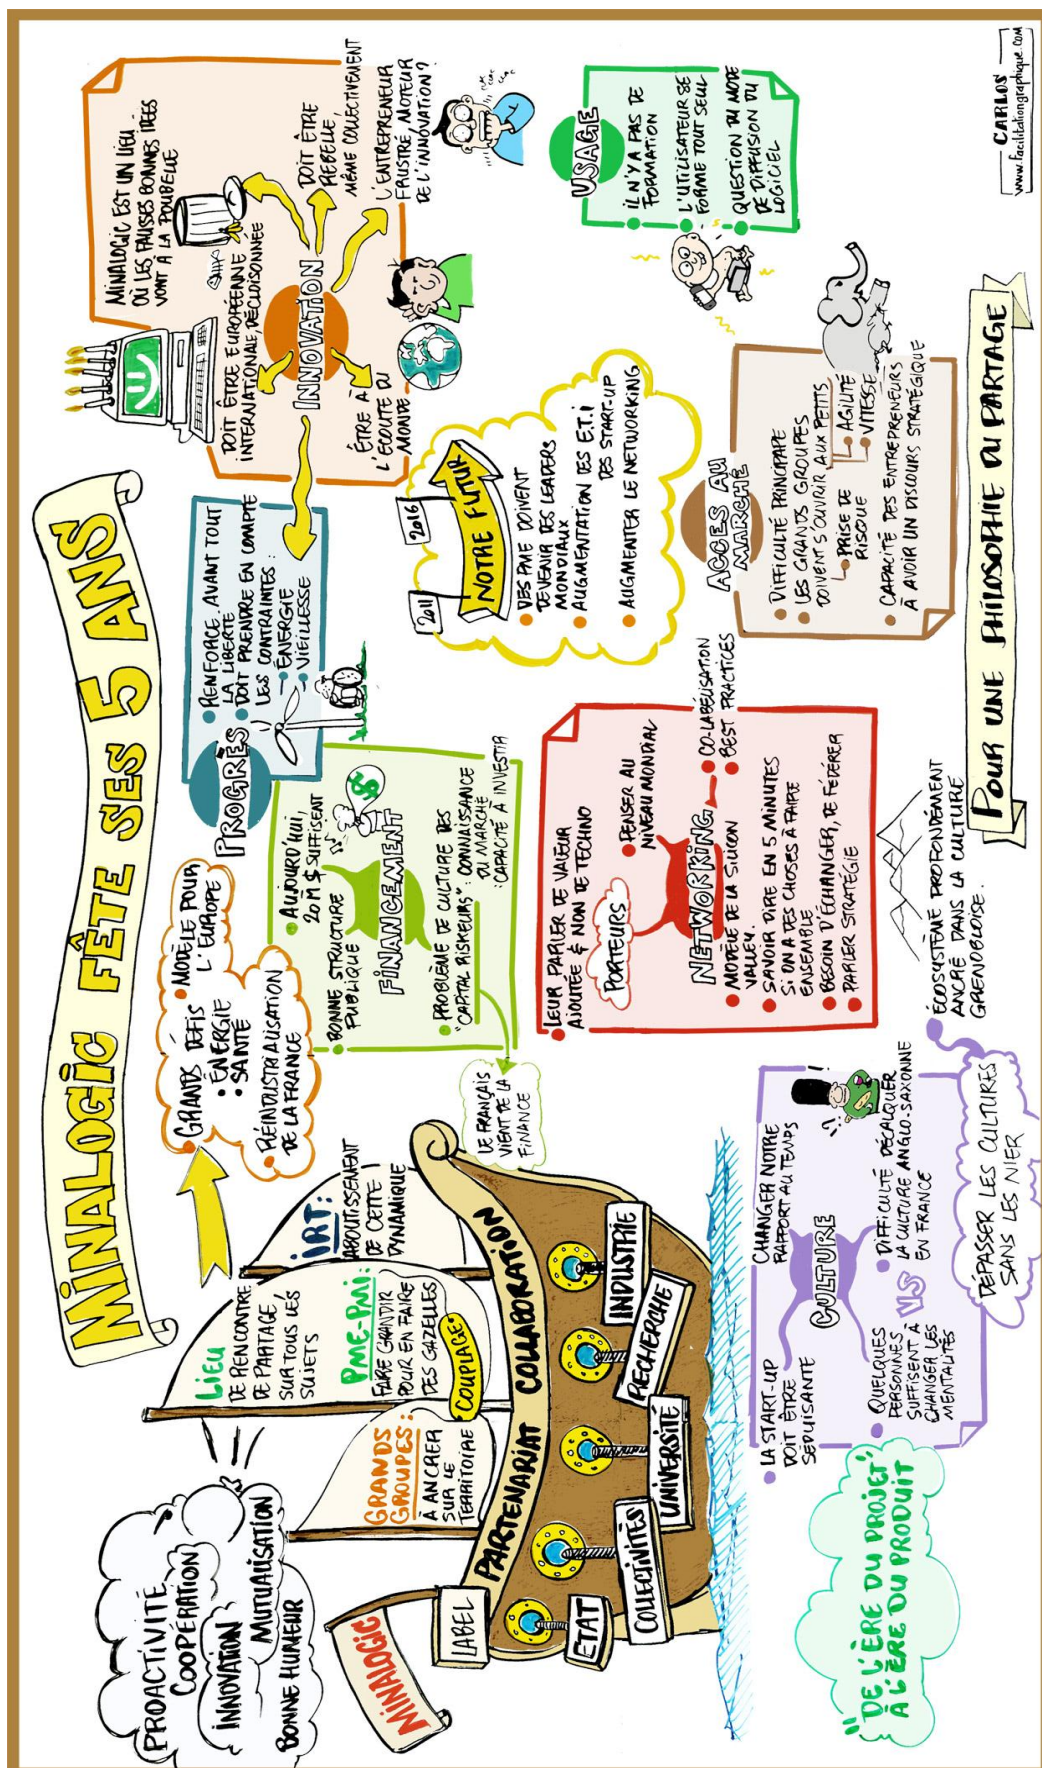 MINALOGIC FÊTE SES 5 ANS
PROACTIVITÉ
COOPÉRATION
INNOVATION
MUTUALISATION
BONNE HUMEUR
MINALOGIC
LABEL
LIEU
DE RENCONTRE
DE PARTAGE
SUR TOUS LES
SUJETS
GRANDS
GROUPES:
À ANCRER
SUR LE
TERRITOIRE
PME-PMI:
FAIRE GRANDIR
POUR EN FAIRE
DES GAZELLES
COUPLAGE
IRT:
ABOUTISSEMENT
DE CETTE
DYNAMIQUE
PARTENARIAT COLLABORATION
ETAT
COLLECTIVITÉS
UNIVERSITÉ
RECHERCHE
INDUSTRIE
GRANDS DÉFIS
• ÉNERGIE
• SANTÉ
• MODÈLE POUR
L'EUROPE
• RÉINDUSTRIALISATION
DE LA FRANCE
PROGRÈS
• RENFORCE AVANT TOUT
LA LIBERTÉ
• DOIT PRENDRE EN COMPTE
LES CONTRAINTES:
- ÉNERGIE
- VIEILLESSE
FINANCEMENT
• BONNE STRUCTURE
PUBLIQUE
• AUJOURD'HUI,
20 M $ SUFFISENT
• PROBLÈME DE CULTURE DES
"CAPITAL RISKEURS": CONNAISSANCE
DU MARCHÉ
: CAPACITÉ À INVESTIR
LE FRANÇAIS
VIENT DE LA
FINANCE
INNOVATION
MINALOGIC EST UN LIEU
OÙ LES FAUSSES BONNES IDÉES
VONT À LA POUBELLE
DOIT ÊTRE EUROPÉENNE
INTERNATIONALE, DÉCLOISONNÉE
DOIT ÊTRE
REBELLE,
MÊME COLLECTIVEMENT
L'ENTREPRENEUR
FRUSTRÉ, MOTEUR
DE L'INNOVATION?
ÊTRE À
L'ÉCOUTE DU
MONDE
2011
2016
NOTRE FUTUR
• DES PME DOIVENT
DEVENIR DES LEADERS
MONDIAUX
• AUGMENTATION DES E.T.I
DES START-UP
• AUGMENTER LE NETWORKING
USAGE
• IL N'Y A PAS DE
FORMATION
• L'UTILISATEUR SE
FORME TOUT SEUL
• QUESTION DU MODE
DE DIFFUSION DU
LOGICIEL
• LEUR PARLER DE VALEUR
AJOUTÉE & NON DE TECHNO
PORTEURS
• PENSER AU
NIVEAU MONDIAL
NETWORKING
• CO-LABÉLISATION
• BEST PRACTICES
• MODÈLE DE LA SILICON
VALLEY.
• SAVOIR DIRE EN 5 MINUTES
SI ON A DES CHOSES À FAIRE
ENSEMBLE
• BESOIN D'ÉCHANGER, DE FÉDÉRER
• PARLER STRATÉGIE
ACCES AU
MARCHÉ
• DIFFICULTÉ PRINCIPALE
• LES GRANDS GROUPES
DOIVENT S'OUVRIR AUX PETITS
PRISE DE
RISQUE
• AGILITÉ
• VITESSE
• CAPACITÉ DES ENTREPRENEURS
À AVOIR UN DISCOURS STRATÉGIQUE
CULTURE
• LA START-UP
DOIT ÊTRE
SÉDUISANTE
CHANGER NOTRE
RAPPORT AU TEMPS
• QUELQUES
PERSONNES
SUFFISENT À
CHANGER LES
MENTALITÉS
VS
• DIFFICULTÉ DÉCALQUER
LA CULTURE ANGLO-SAXONNE
EN FRANCE
DÉPASSER LES CULTURES
SANS LES NIER
• ÉCOSYSTÈME PROFONDÉMENT
ANCRÉ DANS LA CULTURE
GRENOBLOISE.
"DE L'ÈRE DU PROJET
À L'ÈRE DU PRODUIT"
POUR UNE PHILOSOPHIE DU PARTAGE
CARLOS
www.facilitationgraphique.com